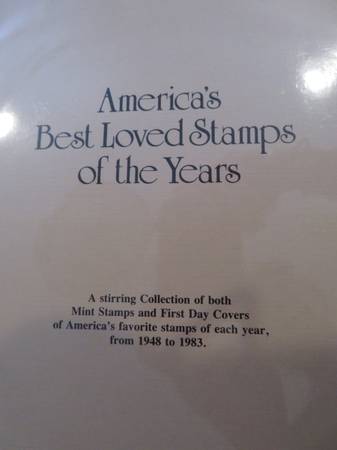 America's
Best Loved Stamps
of the Years
A stirring Collection of both
Mint Stamps and First Day Covers
of America's favorite stamps of each year,
from 1948 to 1983.